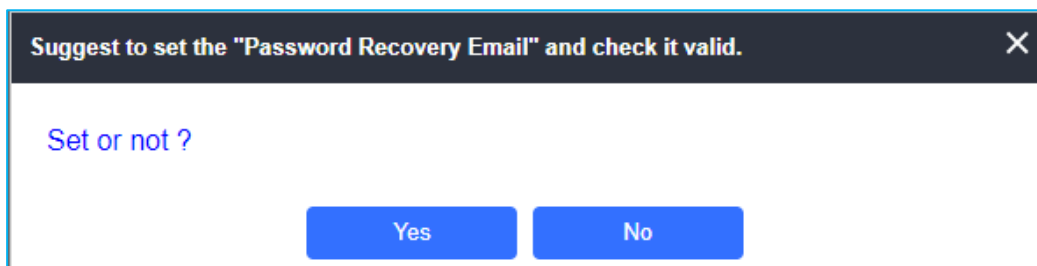 Suggest to set the "Password Recovery Email" and check it valid.
Set or not ?
Yes No